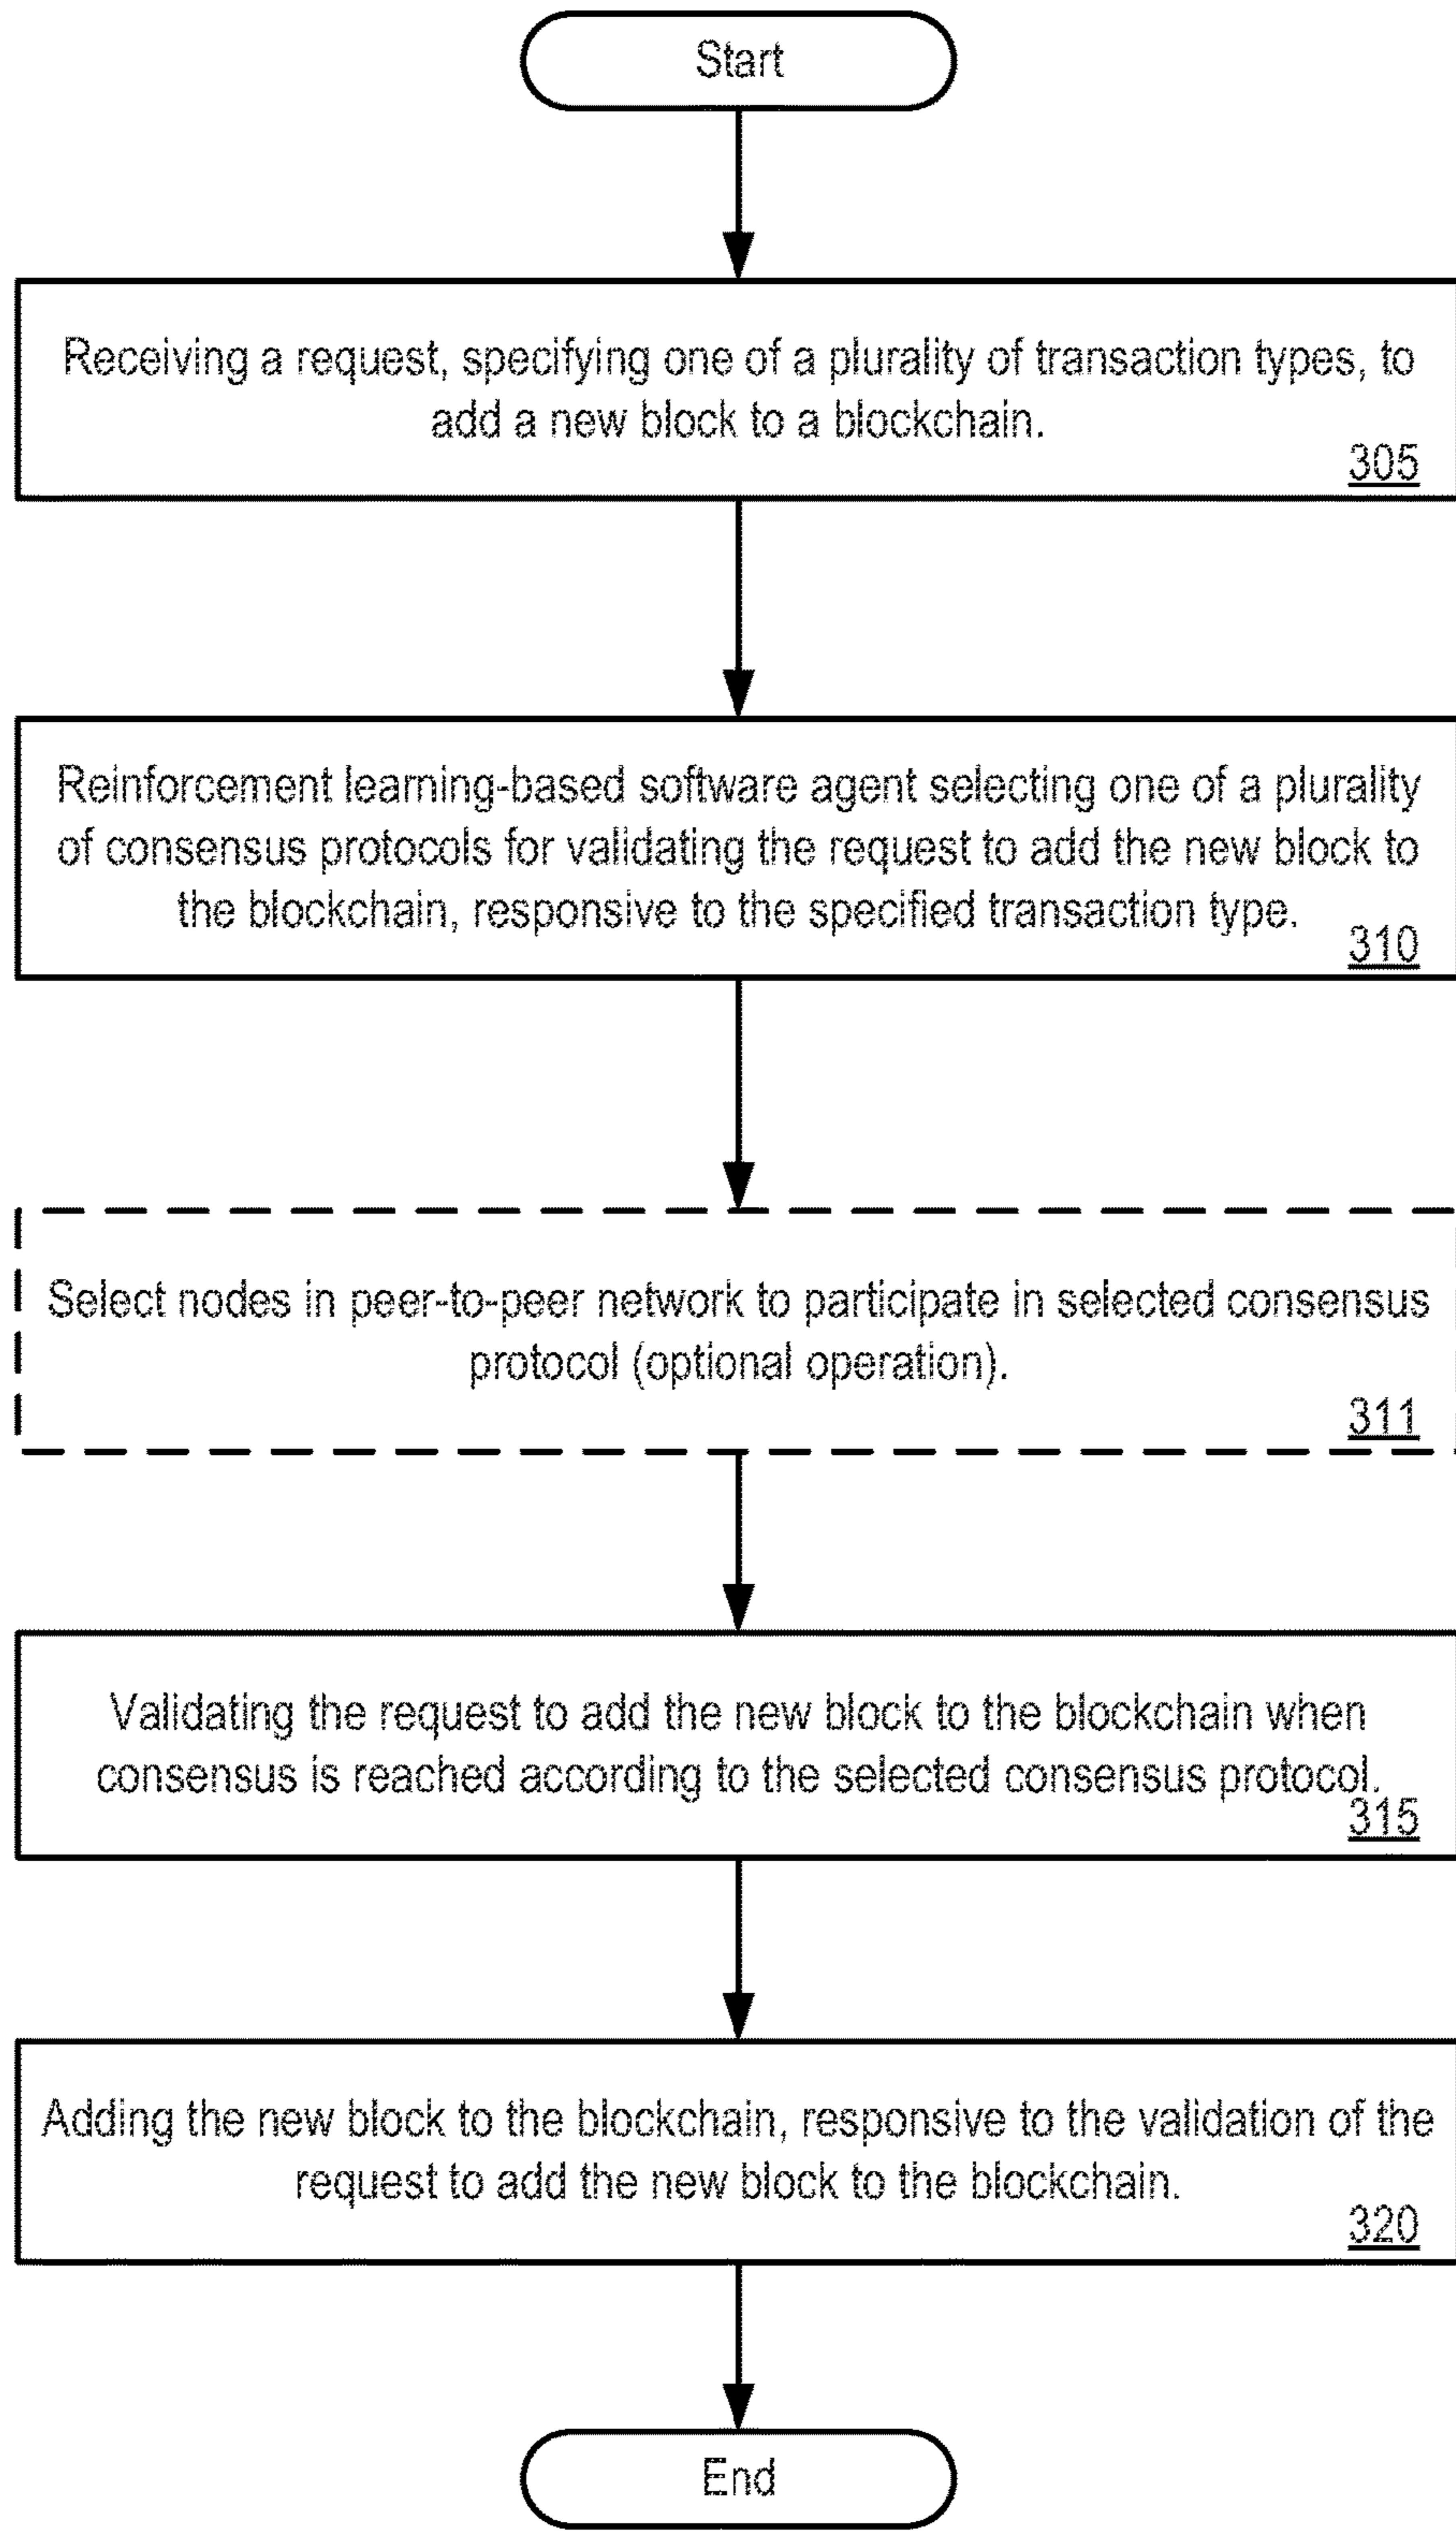 Start
Receiving a request, specifying one of a plurality of transaction types, to
add a new block to a blockchain.
305
Reinforcement learning-based software agent selecting one of a plurality
of consensus protocols for validating the request to add the new block to
the blockchain, responsive to the specified transaction type.
310
Select nodes in peer-to-peer network to participate in selected consensus
protocol (optional operation).
311
Validating the request to add the new block to the blockchain when
consensus is reached according to the selected consensus protocol.
315
Adding the new block to the blockchain, responsive to the validation of the
request to add the new block to the blockchain.
320
End